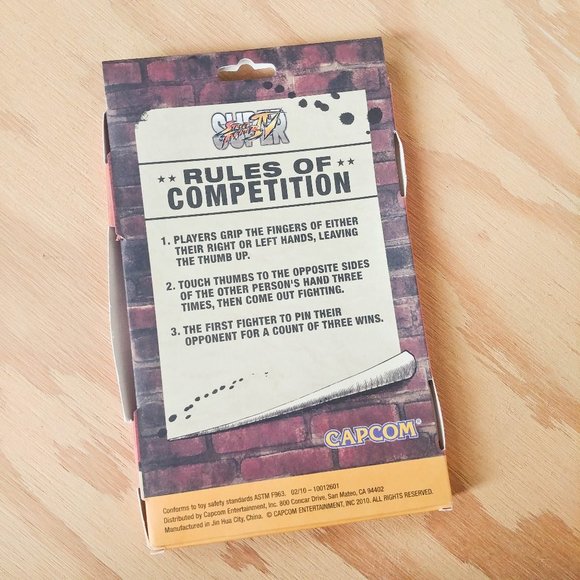 SUPER
STREET FIGHTER IV
RULES OF
COMPETITION
1. PLAYERS GRIP THE FINGERS OF EITHER
THEIR RIGHT OR LEFT HANDS, LEAVING
THE THUMB UP.
2. TOUCH THUMBS TO THE OPPOSITE SIDES
OF THE OTHER PERSON'S HAND THREE
TIMES, THEN COME OUT FIGHTING.
3. THE FIRST FIGHTER TO PIN THEIR
OPPONENT FOR A COUNT OF THREE WINS.
CAPCOM
Conforms to toy safety standards ASTM F963. 02/10 - 10012601
Distributed by Capcom Entertainment, Inc. 800 Concar Drive, San Mateo, CA 94402
Manufactured in Jin Hua City, China. © CAPCOM ENTERTAINMENT, INC 2010. ALL RIGHTS RESERVED.